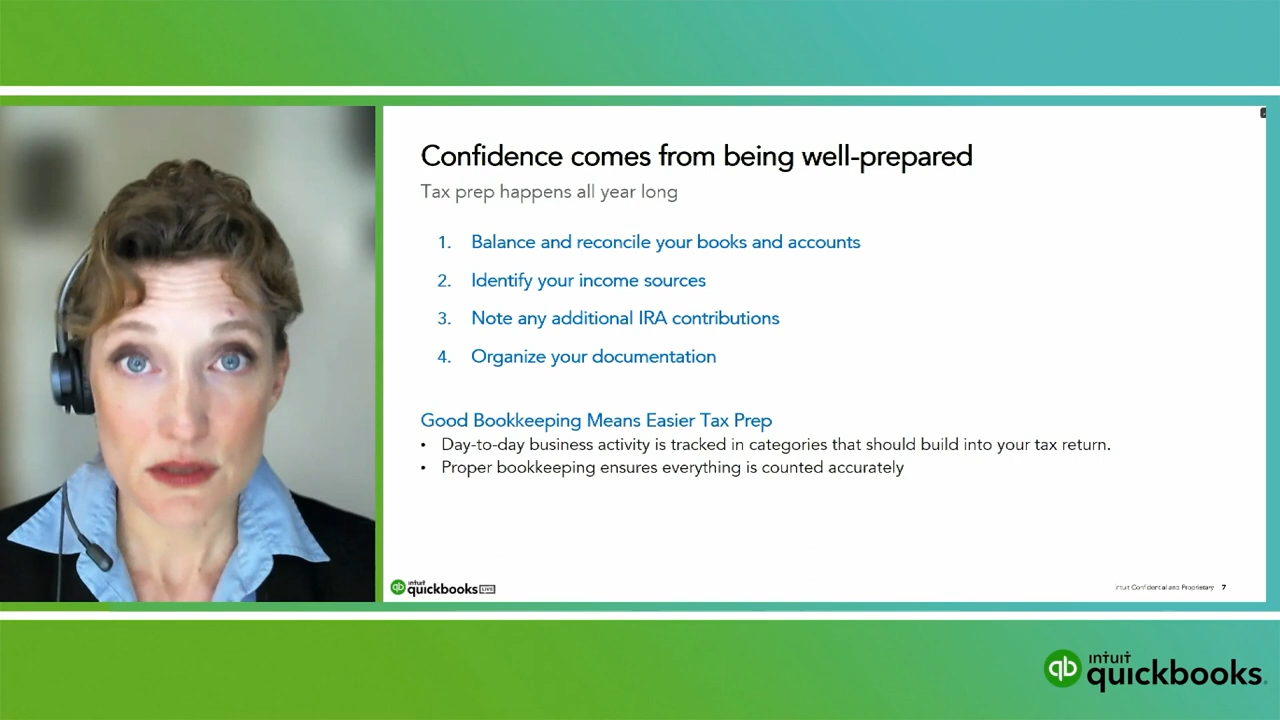 Confidence comes from being well-prepared
Tax prep happens all year long
1. Balance and reconcile your books and accounts
2. Identify your income sources
3. Note any additional IRA contributions
4. Organize your documentation
Good Bookkeeping Means Easier Tax Prep
• Day-to-day business activity is tracked in categories that should build into your tax return.
• Proper bookkeeping ensures everything is counted accurately
qb intuit quickbooks LIVE
Intuit Confidential and Proprietary 7
qb intuit quickbooks.